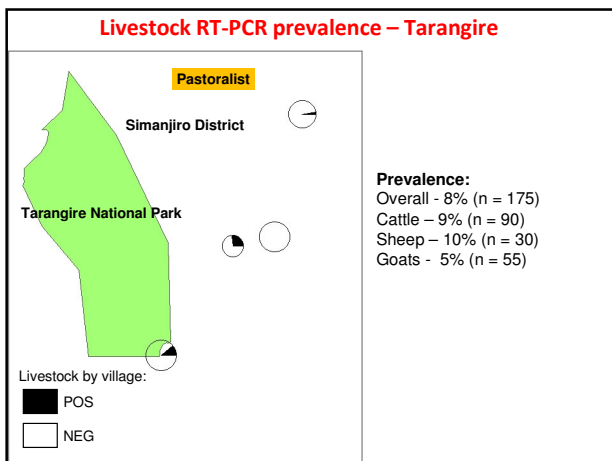 Livestock RT-PCR prevalence – Tarangire
Pastoralist
Simanjiro District
Tarangire National Park
Prevalence:
Overall - 8% (n = 175)
Cattle – 9% (n = 90)
Sheep – 10% (n = 30)
Goats - 5% (n = 55)
Livestock by village:
POS
NEG